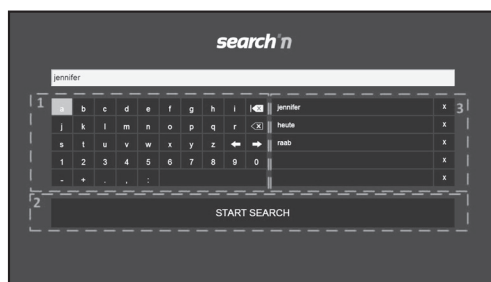 search'n
jennifer
1
a b c d e f g h i
jennifer x
3
j k l m n o p q r
heute x
s t u v w x y z
raab x
1 2 3 4 5 6 7 8 9 0
x
- + . , :
x
2
START SEARCH